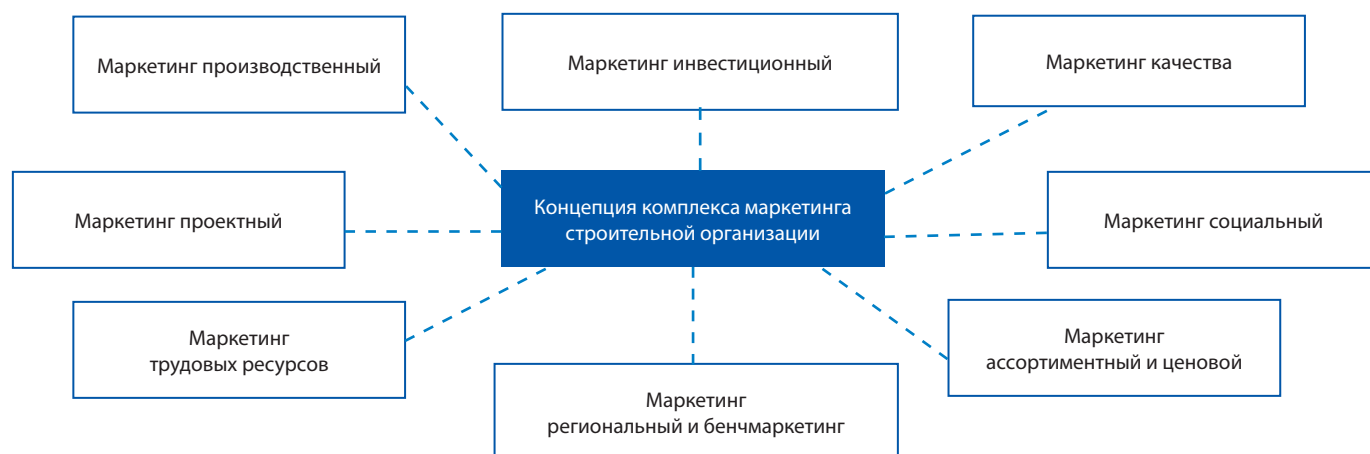 Маркетинг производственный
Маркетинг инвестиционный
Маркетинг качества
Маркетинг проектный
Концепция комплекса маркетинга
строительной организации
Маркетинг социальный
Маркетинг
трудовых ресурсов
Маркетинг
региональный и бенчмаркетинг
Маркетинг
ассортиментный и ценовой